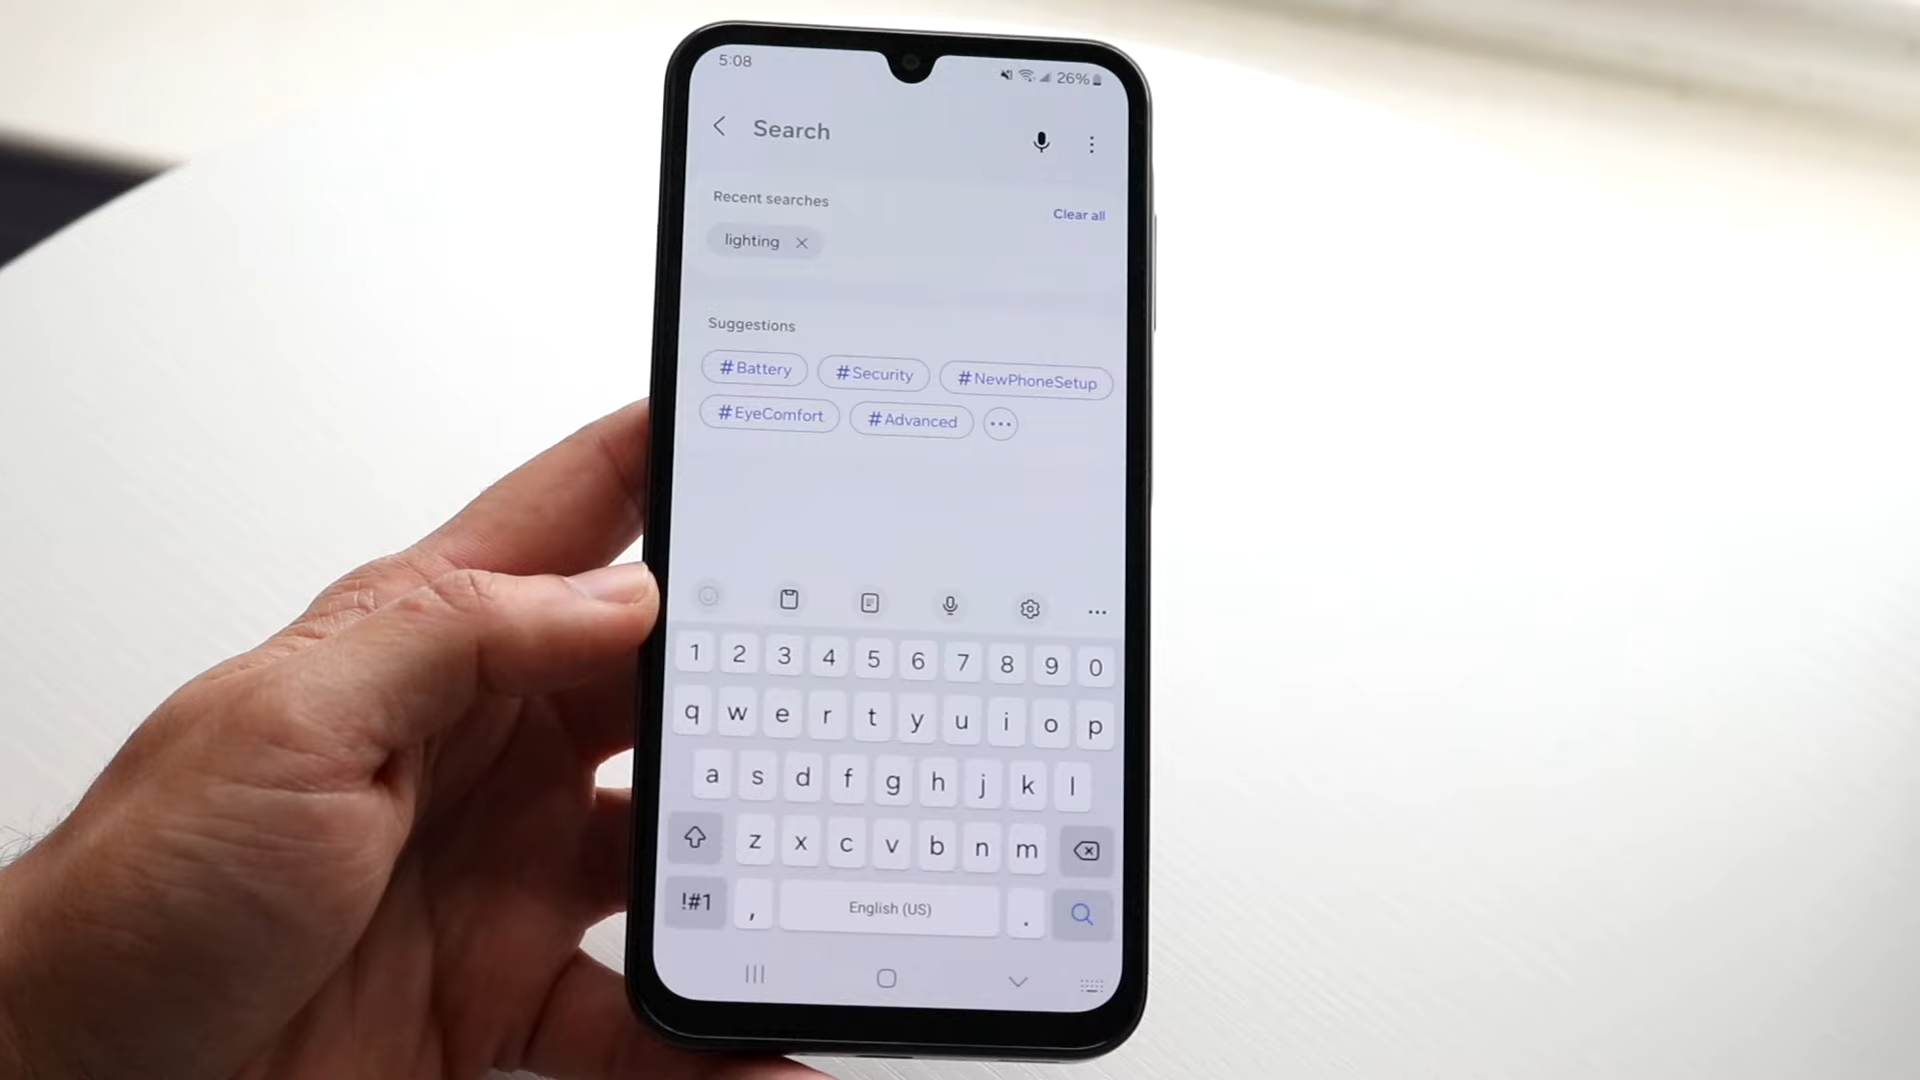 5:08
26%
Search
Recent searches
Clear all
lighting
Suggestions
#Battery #Security #NewPhoneSetup
#EyeComfort #Advanced
1 2 3 4 5 6 7 8 9 0
q w e r t y u i o p
a s d f g h j k l
z x c v b n m
!#1 , English (US) .